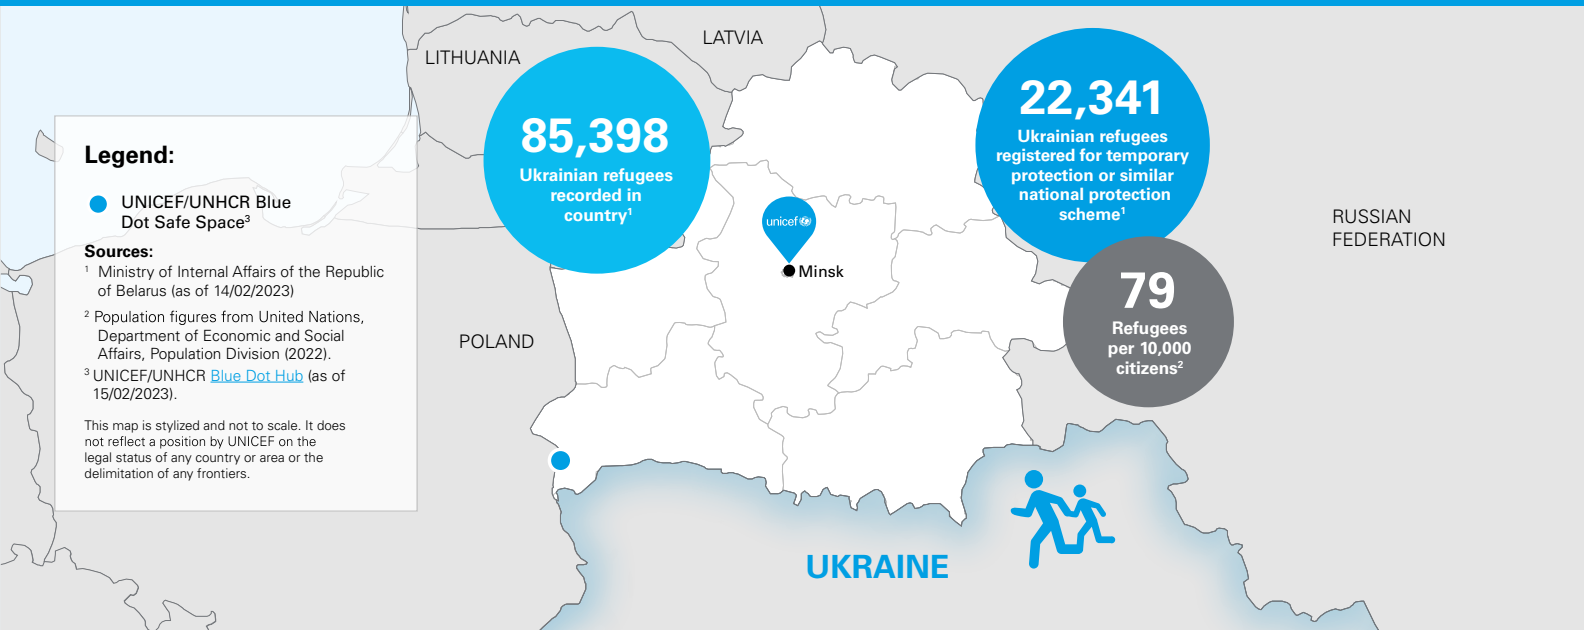 LATVIA
LITHUANIA
85,398
Ukrainian refugees
recorded in
country¹
22,341
Ukrainian refugees
registered for temporary
protection or similar
national protection
scheme¹
79
Refugees
per 10,000
citizens²
RUSSIAN
FEDERATION
unicef
Minsk
POLAND
UKRAINE
Legend:
UNICEF/UNHCR Blue
Dot Safe Space³
Sources:
¹ Ministry of Internal Affairs of the Republic
of Belarus (as of 14/02/2023)
² Population figures from United Nations,
Department of Economic and Social
Affairs, Population Division (2022).
³ UNICEF/UNHCR Blue Dot Hub (as of
15/02/2023).
This map is stylized and not to scale. It does
not reflect a position by UNICEF on the
legal status of any country or area or the
delimitation of any frontiers.